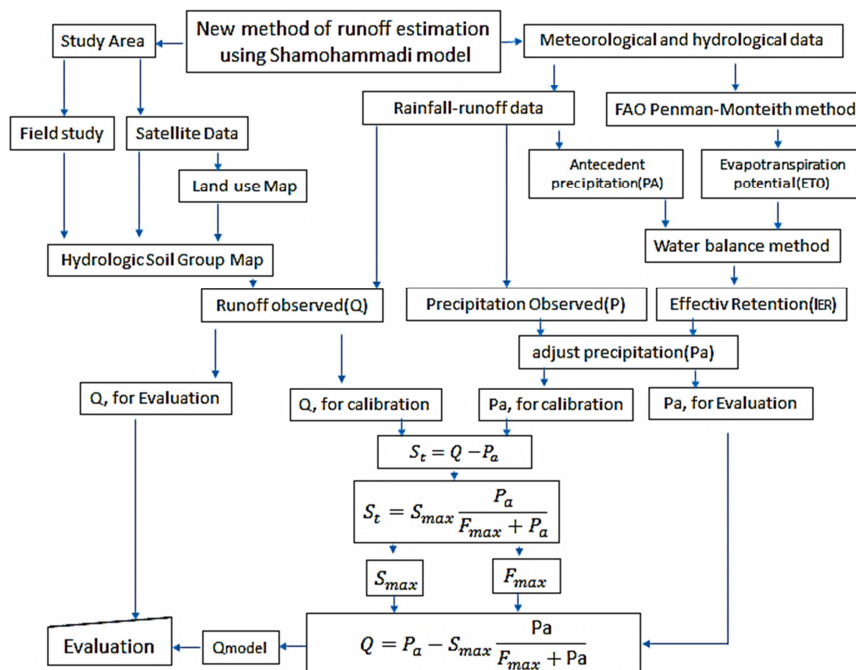 New method of runoff estimation
using Shamohammadi model
Study Area
Meteorological and hydrological data
Rainfall-runoff data
FAO Penman-Monteith method
Field study
Satellite Data
Antecedent
precipitation(PA)
Evapotranspiration
potential(ET0)
Land use Map
Water balance method
Hydrologic Soil Group Map
Runoff observed(Q)
Precipitation Observed(P)
Effectiv Retention(IER)
adjust precipitation(Pa)
Q, for Evaluation
Q, for calibration
Pa, for calibration
Pa, for Evaluation
S_t = Q − P_a
S_t = S_max P_a / (F_max + P_a)
S_max
F_max
Evaluation
Qmodel
Q = P_a − S_max Pa / (F_max + Pa)